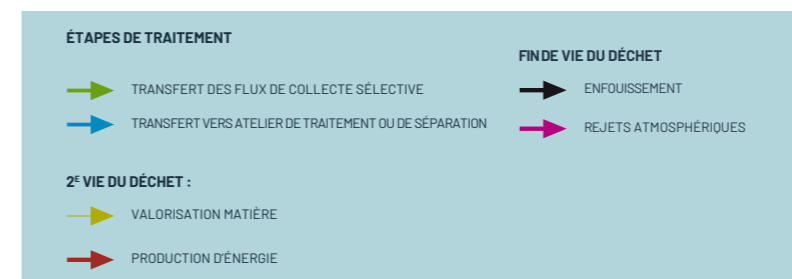 ÉTAPES DE TRAITEMENT
TRANSFERT DES FLUX DE COLLECTE SÉLECTIVE
TRANSFERT VERS ATELIER DE TRAITEMENT OU DE SÉPARATION
2E VIE DU DÉCHET :
VALORISATION MATIÈRE
PRODUCTION D'ÉNERGIE
FIN DE VIE DU DÉCHET
ENFOUISSEMENT
REJETS ATMOSPHÉRIQUES